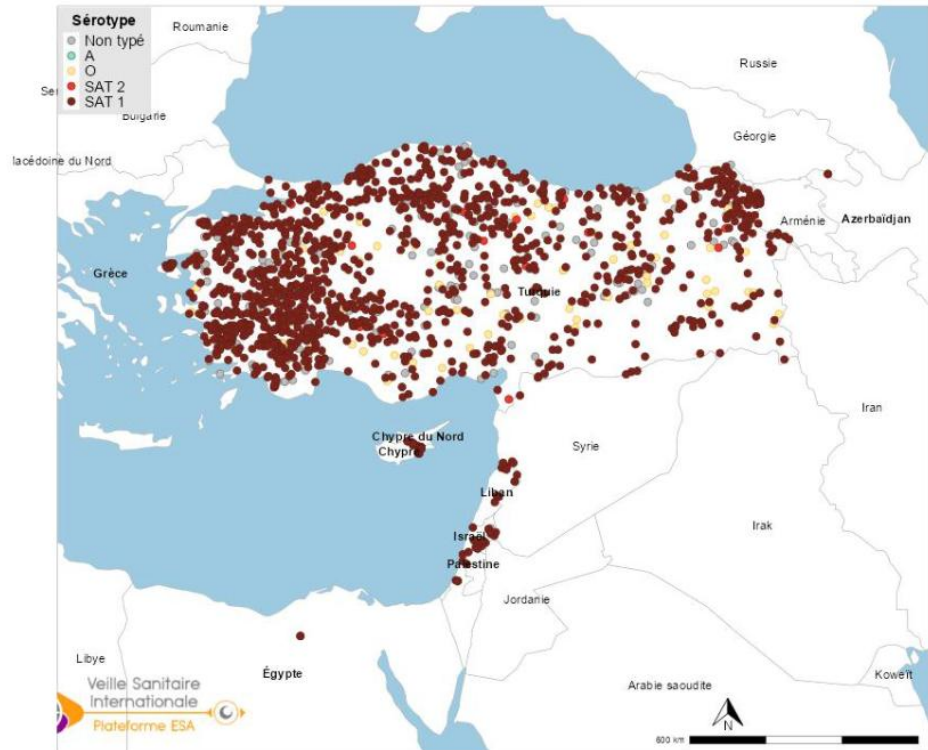 Sérotype
Non typé
A
O
SAT 2
SAT 1
Roumanie
Russie
Bulgarie
Géorgie
lacédoine du Nord
Arménie
Azerbaïdjan
Grèce
Turquie
Iran
Chypre du Nord
Chypre
Syrie
Liban
Irak
Israël
Palestine
Jordanie
Libye
Égypte
Koweït
Arabie saoudite
Veille Sanitaire
Internationale
Plateforme ESA
N
600 km